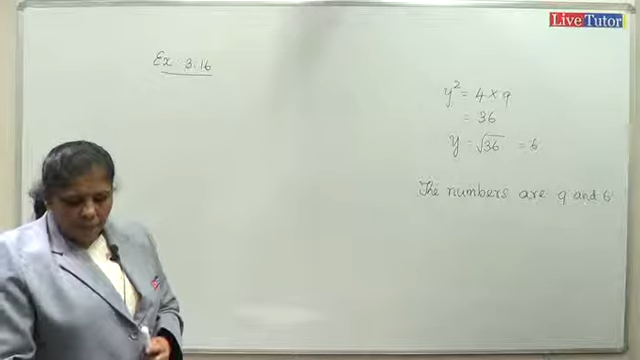 Live Tutor
Ex 3.16
y² = 4 × 9
= 36
y = √36 = 6.
The numbers are 9 and 6